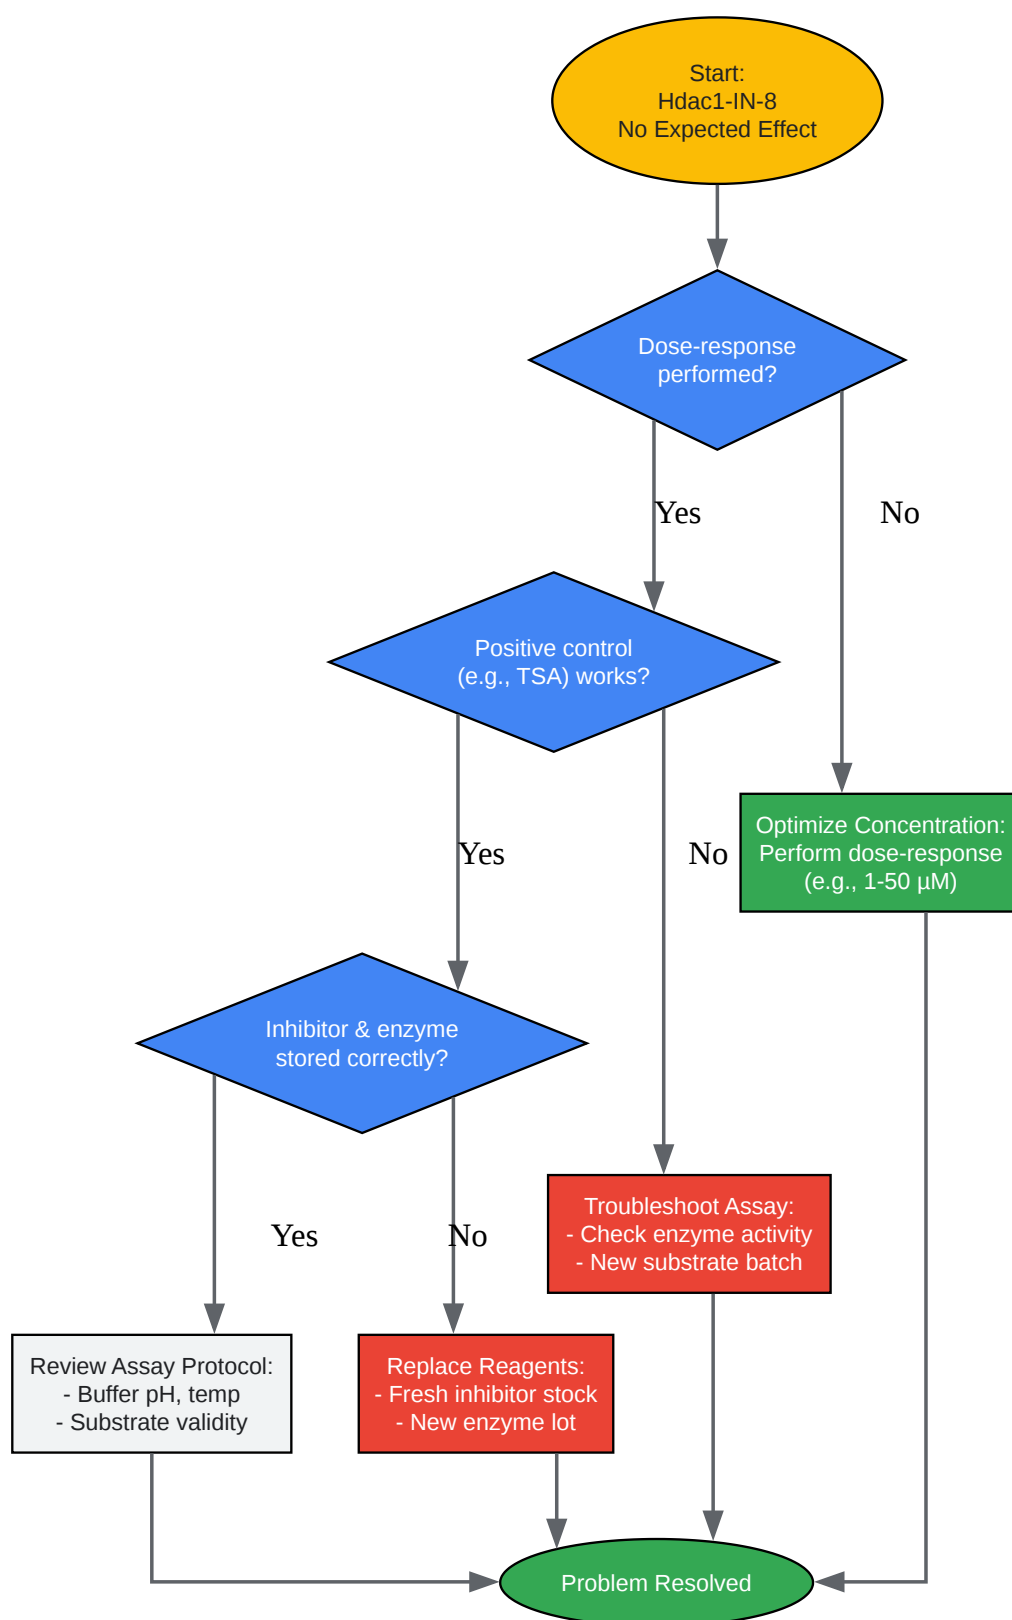 Start:
Hdac1-IN-8
No Expected Effect
Dose-response
performed?
Yes
No
Positive control
(e.g., TSA) works?
Optimize Concentration:
Perform dose-response
(e.g., 1-50 µM)
Yes
No
Inhibitor & enzyme
stored correctly?
Troubleshoot Assay:
- Check enzyme activity
- New substrate batch
Yes
No
Review Assay Protocol:
- Buffer pH, temp
- Substrate validity
Replace Reagents:
- Fresh inhibitor stock
- New enzyme lot
Problem Resolved